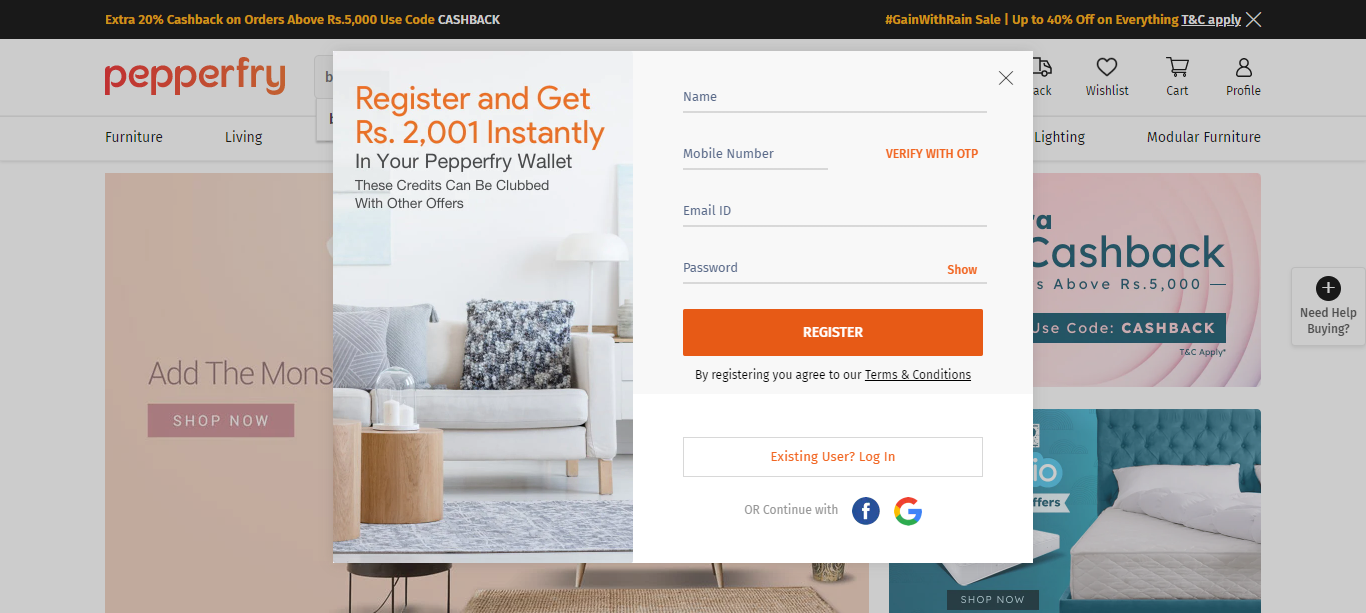 Extra 20% Cashback on Orders Above Rs.5,000 Use Code CASHBACK
#GainWithRain Sale | Up to 40% Off on Everything T&C apply
pepperfry
Wishlist
Cart
Profile
Furniture
Living
Lighting
Modular Furniture
Register and Get
Rs. 2,001 Instantly
In Your Pepperfry Wallet
These Credits Can Be Clubbed
With Other Offers
Name
Mobile Number
VERIFY WITH OTP
Email ID
Password
Show
REGISTER
By registering you agree to our Terms & Conditions
Existing User? Log In
OR Continue with
Add The Mons
SHOP NOW
Cashback
s Above Rs.5,000
Use Code: CASHBACK
T&C Apply*
Need Help
Buying?
ffers
SHOP NOW